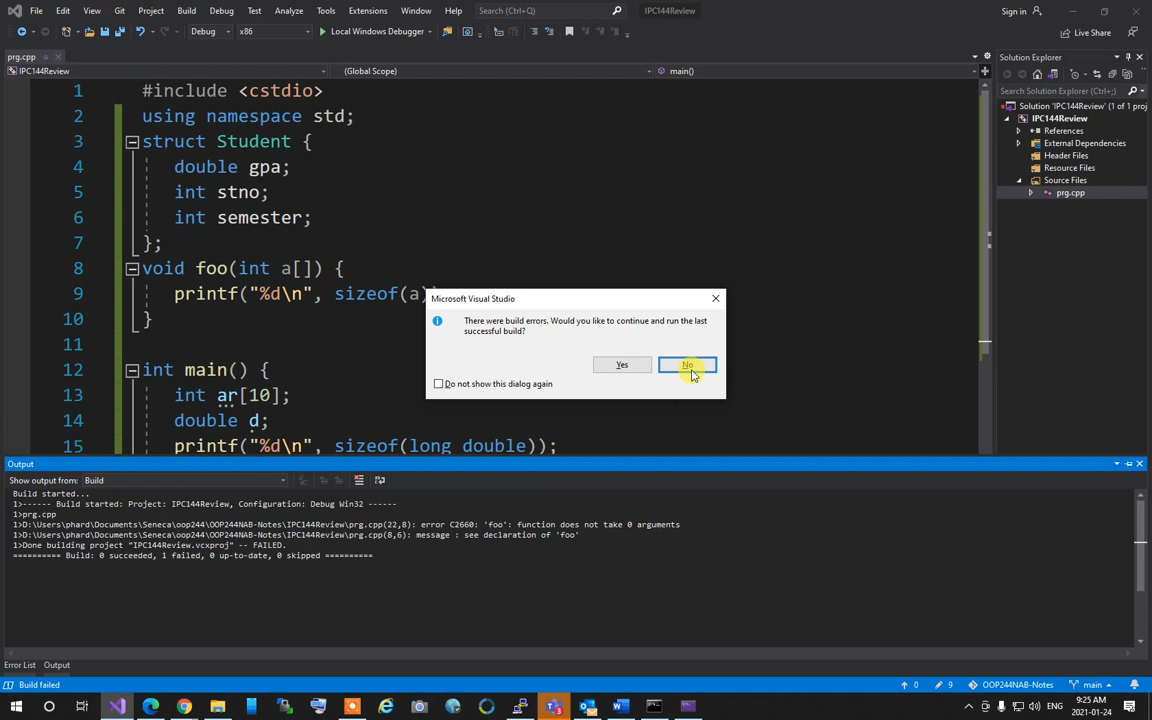 File Edit View Git Project Build Debug Test Analyze Tools Extensions Window Help Search (Ctrl+Q) IPC144Review Sign in
Debug x86 Local Windows Debugger Live Share
prg.cpp
IPC144Review (Global Scope) main()
1 #include <cstdio>
2 using namespace std;
3 struct Student {
4 double gpa;
5 int stno;
6 int semester;
7 };
8 void foo(int a[]) {
9 printf("%d\n", sizeof(a)
10 }
11
12 int main() {
13 int ar[10];
14 double d;
15 printf("%d\n", sizeof(long double));
Solution Explorer
Search Solution Explorer (Ctrl+;)
Solution 'IPC144Review' (1 of 1 proj
IPC144Review
References
External Dependencies
Header Files
Resource Files
Source Files
prg.cpp
Microsoft Visual Studio
There were build errors. Would you like to continue and run the last
successful build?
Yes No
Do not show this dialog again
Output
Show output from: Build
Build started...
1>------ Build started: Project: IPC144Review, Configuration: Debug Win32 ------
1>prg.cpp
1>D:\Users\phard\Documents\Seneca\oop244\OOP244NAB-Notes\IPC144Review\prg.cpp(22,8): error C2660: 'foo': function does not take 0 arguments
1>D:\Users\phard\Documents\Seneca\oop244\OOP244NAB-Notes\IPC144Review\prg.cpp(8,6): message : see declaration of 'foo'
1>Done building project "IPC144Review.vcxproj" -- FAILED.
========== Build: 0 succeeded, 1 failed, 0 up-to-date, 0 skipped ==========
Error List Output
Build failed 0 9 OOP244NAB-Notes main
ENG 9:25 AM
2021-01-24